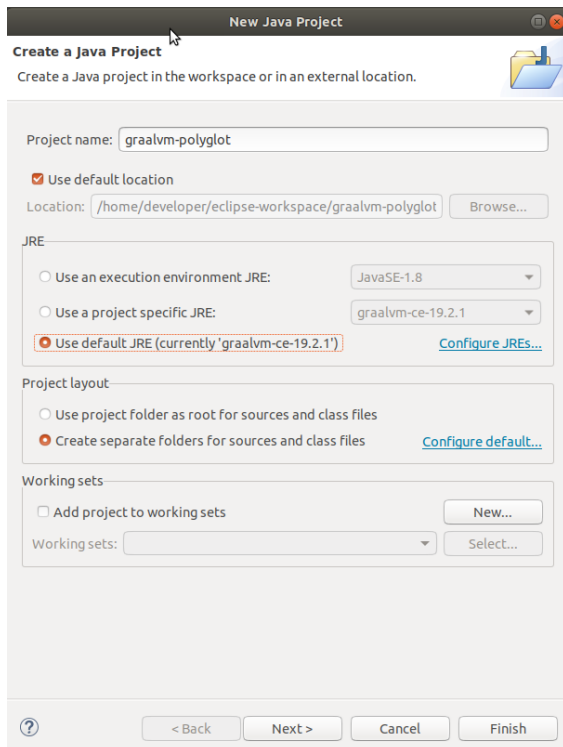 New Java Project
Create a Java Project
Create a Java project in the workspace or in an external location.
Project name: graalvm-polyglot
Use default location
Location: /home/developer/eclipse-workspace/graalvm-polyglot Browse...
JRE
Use an execution environment JRE: JavaSE-1.8
Use a project specific JRE: graalvm-ce-19.2.1
Use default JRE (currently 'graalvm-ce-19.2.1') Configure JREs...
Project layout
Use project folder as root for sources and class files
Create separate folders for sources and class files Configure default...
Working sets
Add project to working sets New...
Working sets: Select...
? < Back Next > Cancel Finish